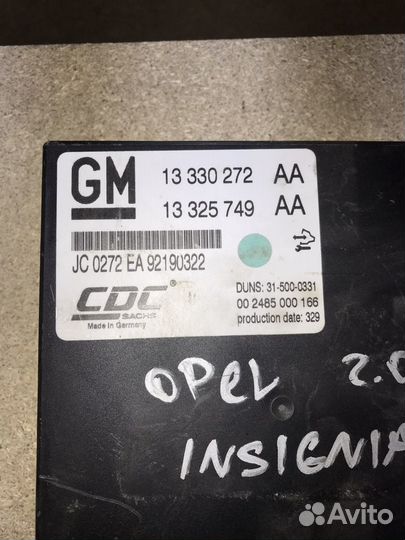 GM
13 330 272 AA
13 325 749 AA
JC 0272 EA 92190322
CDC®
SACHS
Made in Germany
DUNS: 31-500-0331
00 2485 000 166
production date: 329
OPEL 2.0
INSIGNIA
Avito